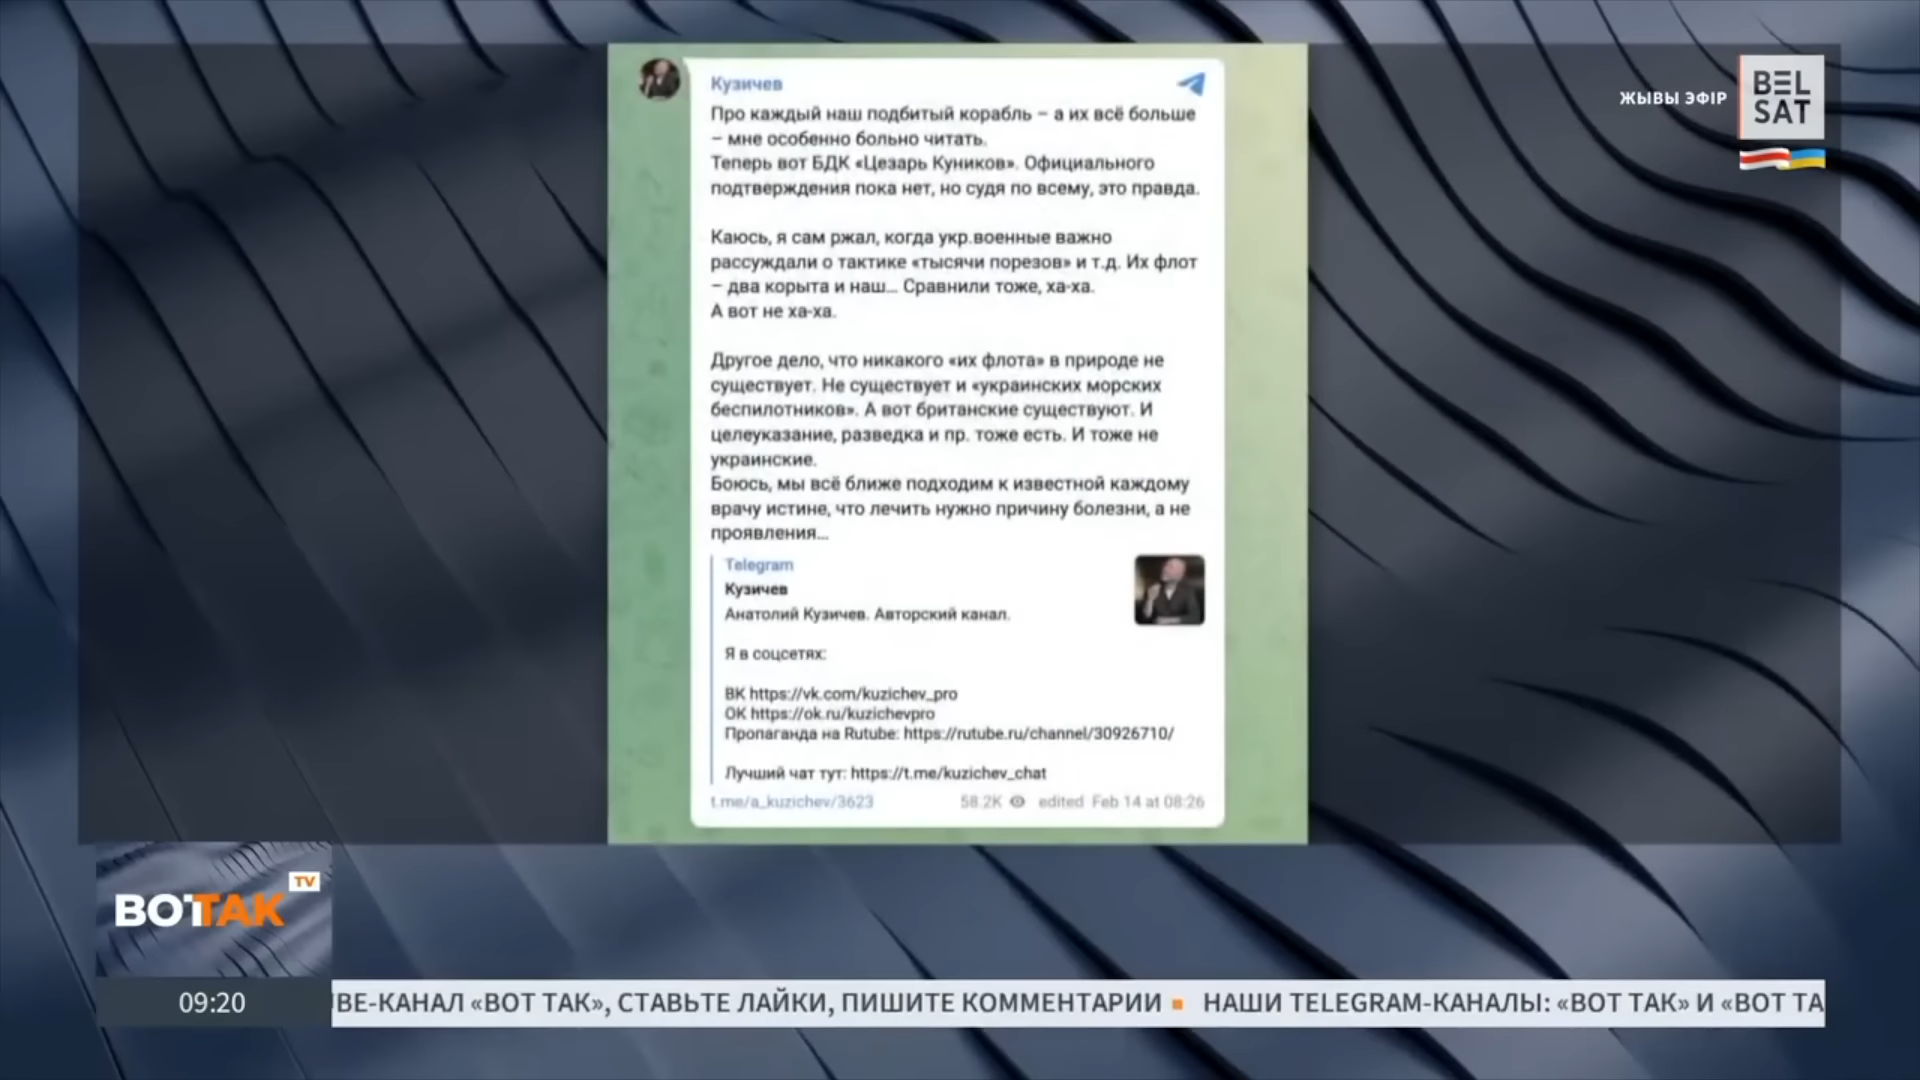 Кузичев
Про каждый наш подбитый корабль – а их всё больше
– мне особенно больно читать.
Теперь вот БДК «Цезарь Куников». Официального
подтверждения пока нет, но судя по всему, это правда.
Каюсь, я сам ржал, когда укр.военные важно
рассуждали о тактике «тысячи порезов» и т.д. Их флот
– два корыта и наш... Сравнили тоже, ха-ха.
А вот не ха-ха.
Другое дело, что никакого «их флота» в природе не
существует. Не существует и «украинских морских
беспилотников». А вот британские существуют. И
целеуказание, разведка и пр. тоже есть. И тоже не
украинские.
Боюсь, мы всё ближе подходим к известной каждому
врачу истине, что лечить нужно причину болезни, а не
проявления...
Telegram
Кузичев
Анатолий Кузичев. Авторский канал.
Я в соцсетях:
ВК https://vk.com/kuzichev_pro
ОК https://ok.ru/kuzichevpro
Пропаганда на Rutube: https://rutube.ru/channel/30926710/
Лучший чат тут: https://t.me/kuzichev_chat
t.me/a_kuzichev/3623 58.2K edited Feb 14 at 08:26
ЖЫВЫ ЭФІР
BEL
SAT
ВОТ ТАК TV
09:20
ВЕ-КАНАЛ «ВОТ ТАК», СТАВЬТЕ ЛАЙКИ, ПИШИТЕ КОММЕНТАРИИ ▪ НАШИ TELEGRAM-КАНАЛЫ: «ВОТ ТАК» И «ВОТ ТА